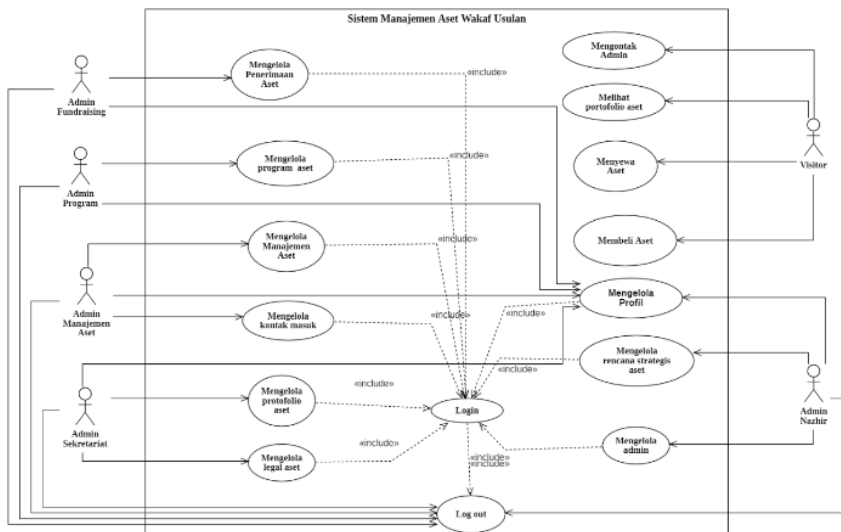 Sistem Manajemen Aset Wakaf Usulan
Mengelola
Penerimaan
Aset
«include»
Mengontak
Admin
Admin
Fundraising
Melihat
portofolio aset
Visitor
Mengelola
program aset
«include»
Menyewa
Aset
Admin
Program
Mengelola
Manajemen
Aset
«include»
Membeli Aset
Admin
Manajemen
Aset
Mengelola
kontak masuk
«include»
«include»
Mengelola
Profil
Mengelola
rencana strategis
aset
«include»
Admin
Sekretariat
Mengelola
protofolio
aset
«include»
Login
Admin
Nazhir
Mengelola
legal aset
«include»
«include»
«include»
Mengelola
admin
Log out